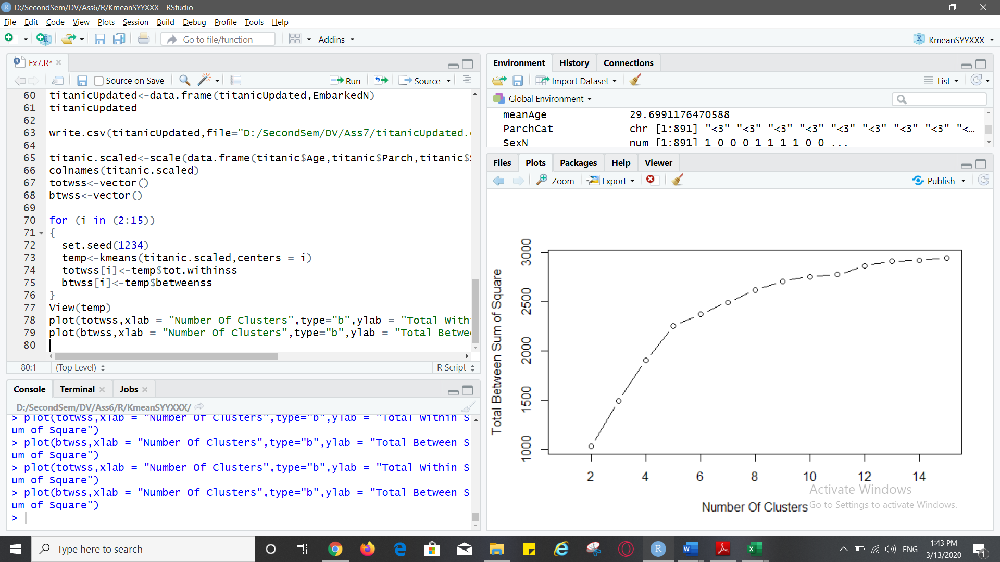 D:/SecondSem/DV/Ass6/R/KmeanSYYXXX - RStudio
File Edit Code View Plots Session Build Debug Profile Tools Help
Go to file/function Addins KmeanSYYXXX
Ex7.R*
Source on Save Run Source
60 titanicUpdated<-data.frame(titanicUpdated,EmbarkedN)
61 titanicUpdated
62
63 write.csv(titanicUpdated,file="D:/SecondSem/DV/Ass7/titanicUpdated.
64
65 titanic.scaled<-scale(data.frame(titanic$Age,titanic$Parch,titanic$
66 colnames(titanic.scaled)
67 totwss<-vector()
68 btwss<-vector()
69
70 for (i in (2:15))
71 {
72 set.seed(1234)
73 temp<-kmeans(titanic.scaled,centers = i)
74 totwss[i]<-temp$tot.withinss
75 btwss[i]<-temp$betweenss
76 }
77 View(temp)
78 plot(totwss,xlab = "Number Of Clusters",type="b",ylab = "Total With
79 plot(btwss,xlab = "Number Of Clusters",type="b",ylab = "Total Betwe
80
80:1 (Top Level) R Script
Console Terminal Jobs
D:/SecondSem/DV/Ass6/R/KmeanSYYXXX/
> plot(totwss,xlab = "Number Of Clusters",type="b",ylab = "Total Within S
um of Square")
> plot(btwss,xlab = "Number Of Clusters",type="b",ylab = "Total Between S
um of Square")
> plot(totwss,xlab = "Number Of Clusters",type="b",ylab = "Total Within S
um of Square")
> plot(btwss,xlab = "Number Of Clusters",type="b",ylab = "Total Between S
um of Square")
>
Environment History Connections
Import Dataset List
Global Environment
meanAge 29.6991176470588
ParchCat chr [1:891] "<3" "<3" "<3" "<3" "<3" "<3" "<3" "<3" "<…
SexN num [1:891] 1 0 0 0 1 1 1 1 0 0 ...
Files Plots Packages Help Viewer
Zoom Export Publish
Total Between Sum of Square
3000
2500
2000
1500
1000
2 4 6 8 10 12 14
Number Of Clusters
Activate Windows
Go to Settings to activate Windows.
Type here to search
ENG
1:43 PM
3/13/2020
1